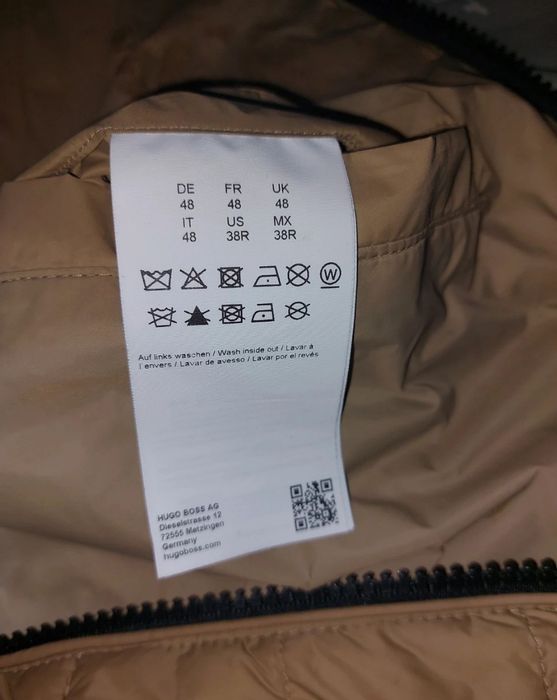 DE FR UK
48 48 48
IT US MX
48 38R 38R
W
Auf links waschen / Wash inside out / Lavar à
l'envers / Lavar de avesso / Lavar por el revés
HUGO BOSS AG
Dieselstrasse 12
72555 Metzingen
Germany
hugoboss.com